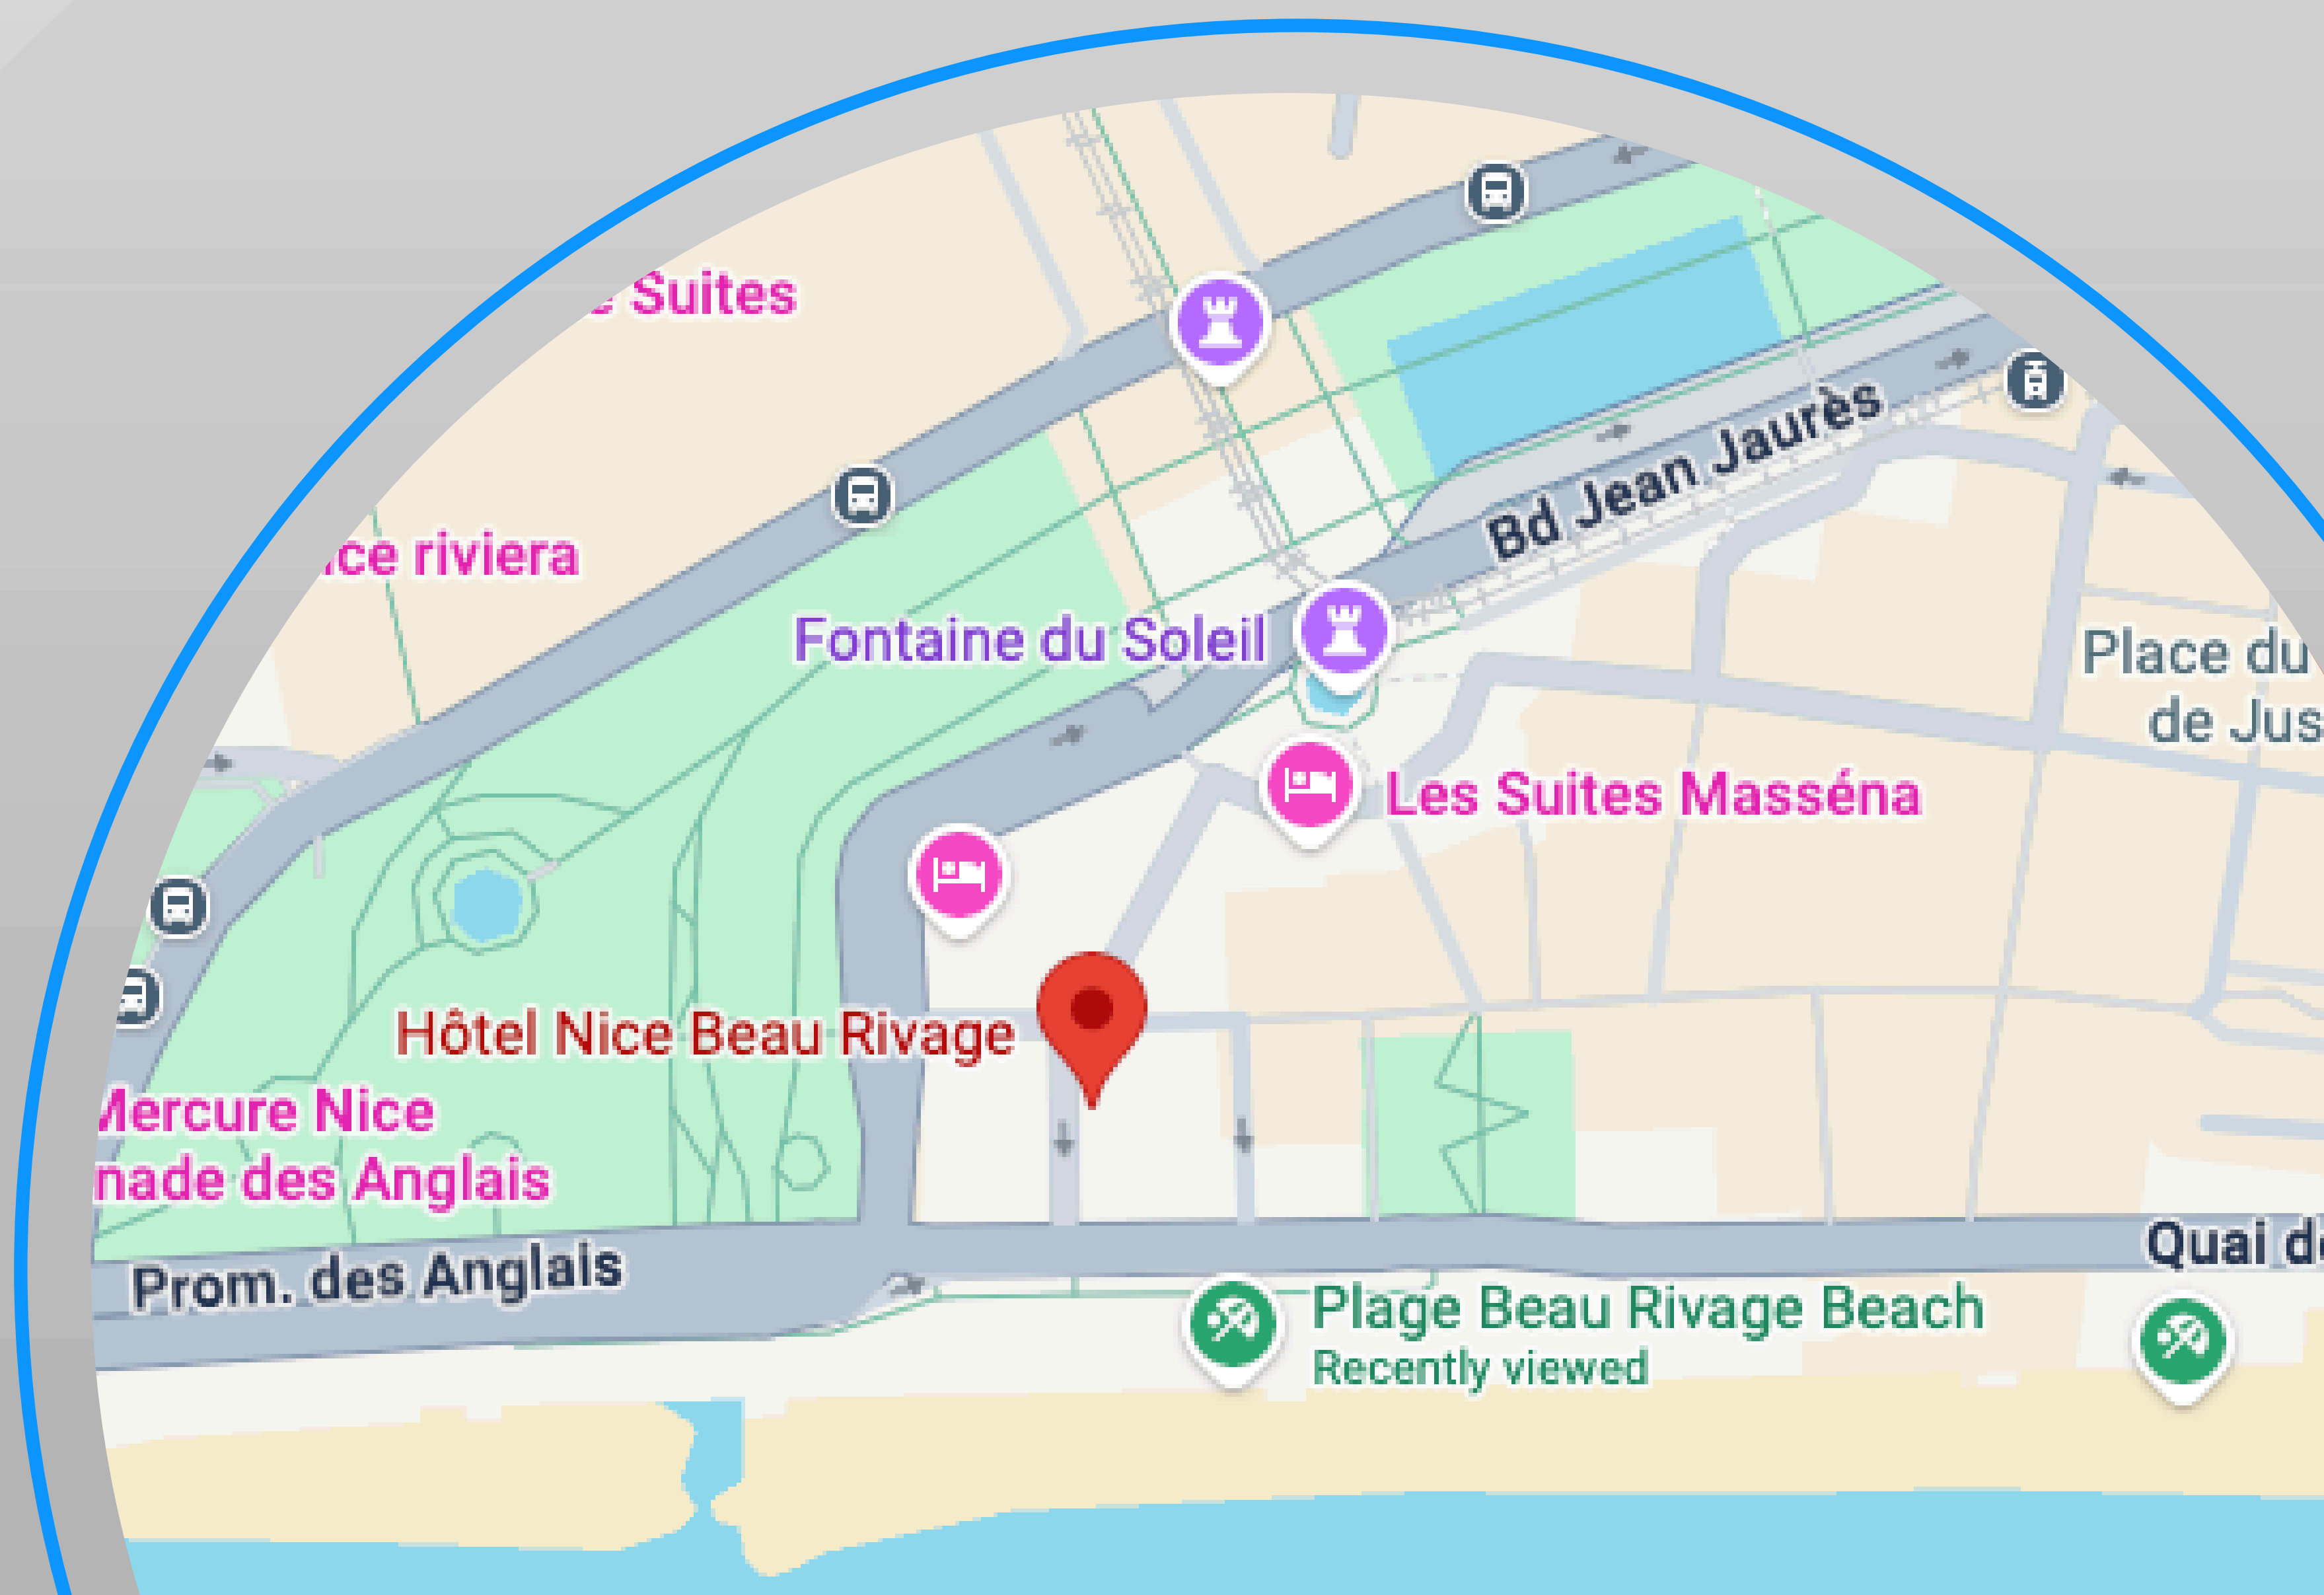 Suites
Bd Jean Jaurès
riviera
Fontaine du Soleil
Place du
de Jus
Les Suites Masséna
Hôtel Nice Beau Rivage
Mercure Nice
nade des Anglais
Prom. des Anglais
Quai de
Plage Beau Rivage Beach
Recently viewed